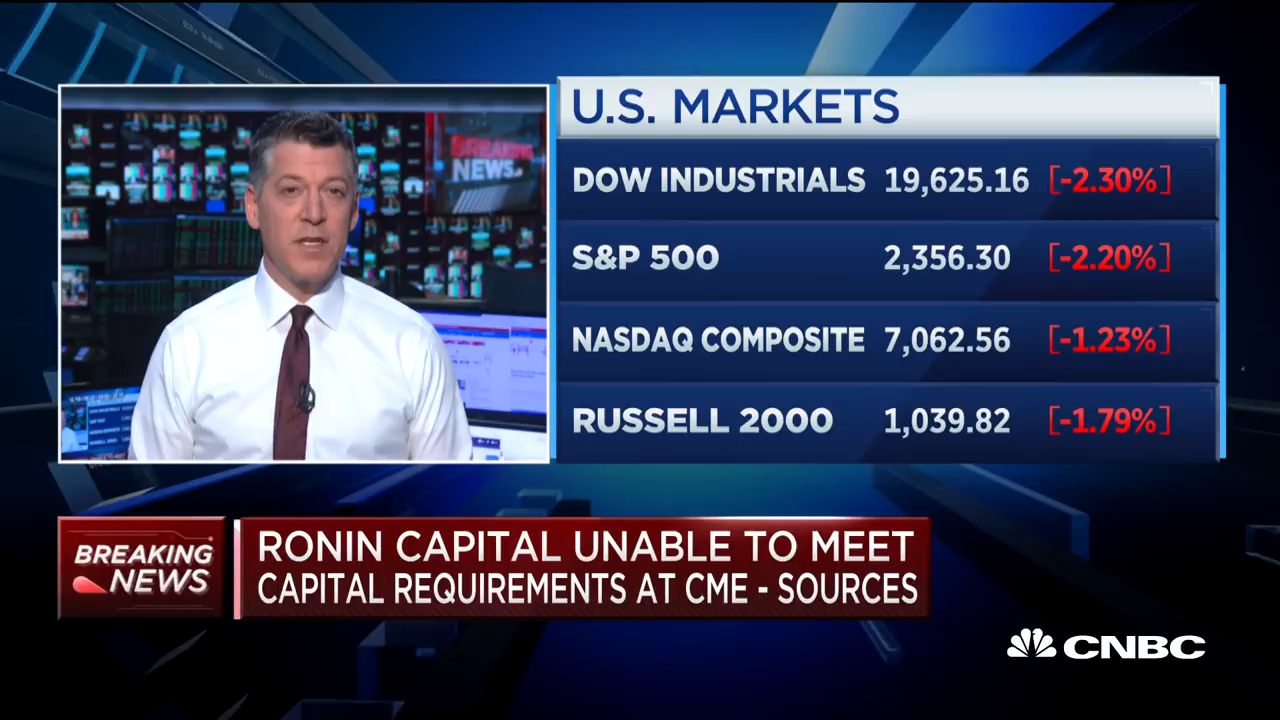 BREAKING
NEWS
U.S. MARKETS
DOW INDUSTRIALS 19,625.16 [-2.30%]
S&P 500 2,356.30 [-2.20%]
NASDAQ COMPOSITE 7,062.56 [-1.23%]
RUSSELL 2000 1,039.82 [-1.79%]
BREAKING
NEWS
RONIN CAPITAL UNABLE TO MEET
CAPITAL REQUIREMENTS AT CME - SOURCES
CNBC